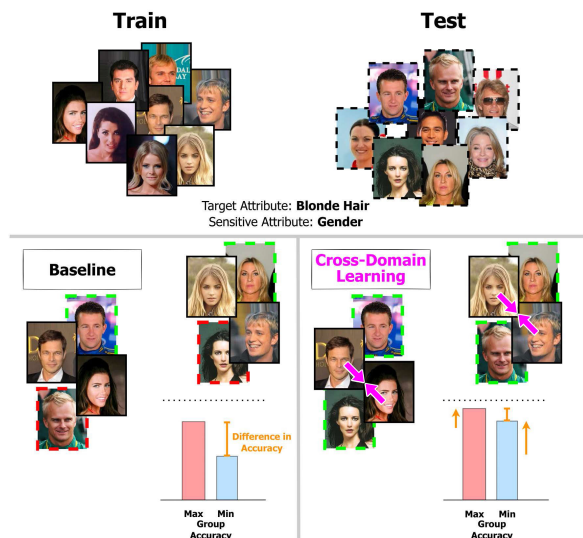 Train
Test
Target Attribute: Blonde Hair
Sensitive Attribute: Gender
Baseline
Difference in
Accuracy
Max Min
Group
Accuracy
Cross-Domain
Learning
Max Min
Group
Accuracy